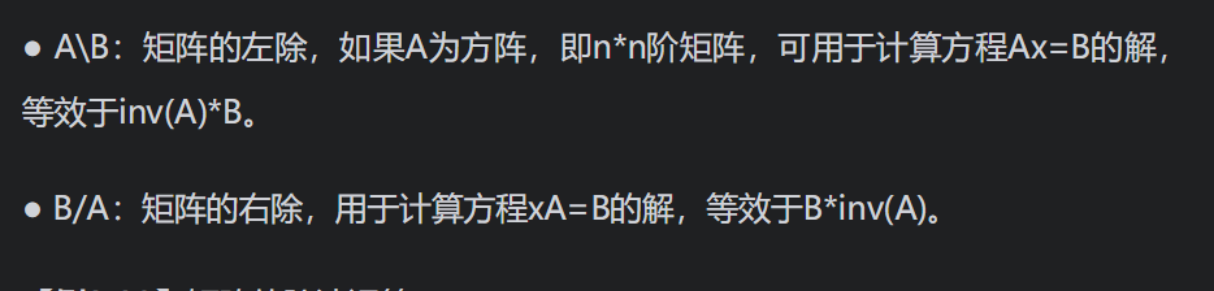 ● A\B：矩阵的左除，如果A为方阵，即n*n阶矩阵，可用于计算方程Ax=B的解，
等效于inv(A)*B。
● B/A：矩阵的右除，用于计算方程xA=B的解，等效于B*inv(A)。